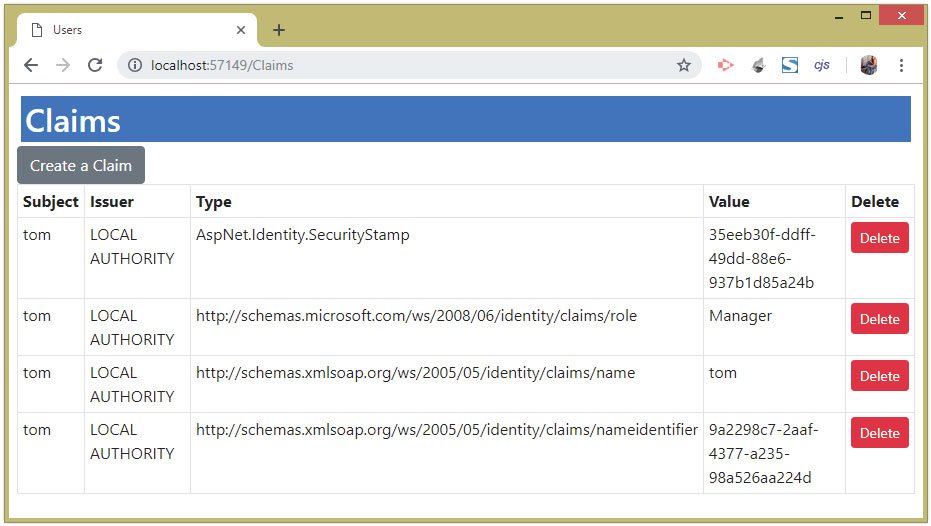 Users
localhost:57149/Claims
cjs
Claims
Create a Claim
Subject Issuer Type Value Delete
tom LOCAL AspNet.Identity.SecurityStamp 35eeb30f-ddff- Delete
AUTHORITY 49dd-88e6-
937b1d85a24b
tom LOCAL http://schemas.microsoft.com/ws/2008/06/identity/claims/role Manager Delete
AUTHORITY
tom LOCAL http://schemas.xmlsoap.org/ws/2005/05/identity/claims/name tom Delete
AUTHORITY
tom LOCAL http://schemas.xmlsoap.org/ws/2005/05/identity/claims/nameidentifier 9a2298c7-2aaf- Delete
AUTHORITY 4377-a235-
98a526aa224d